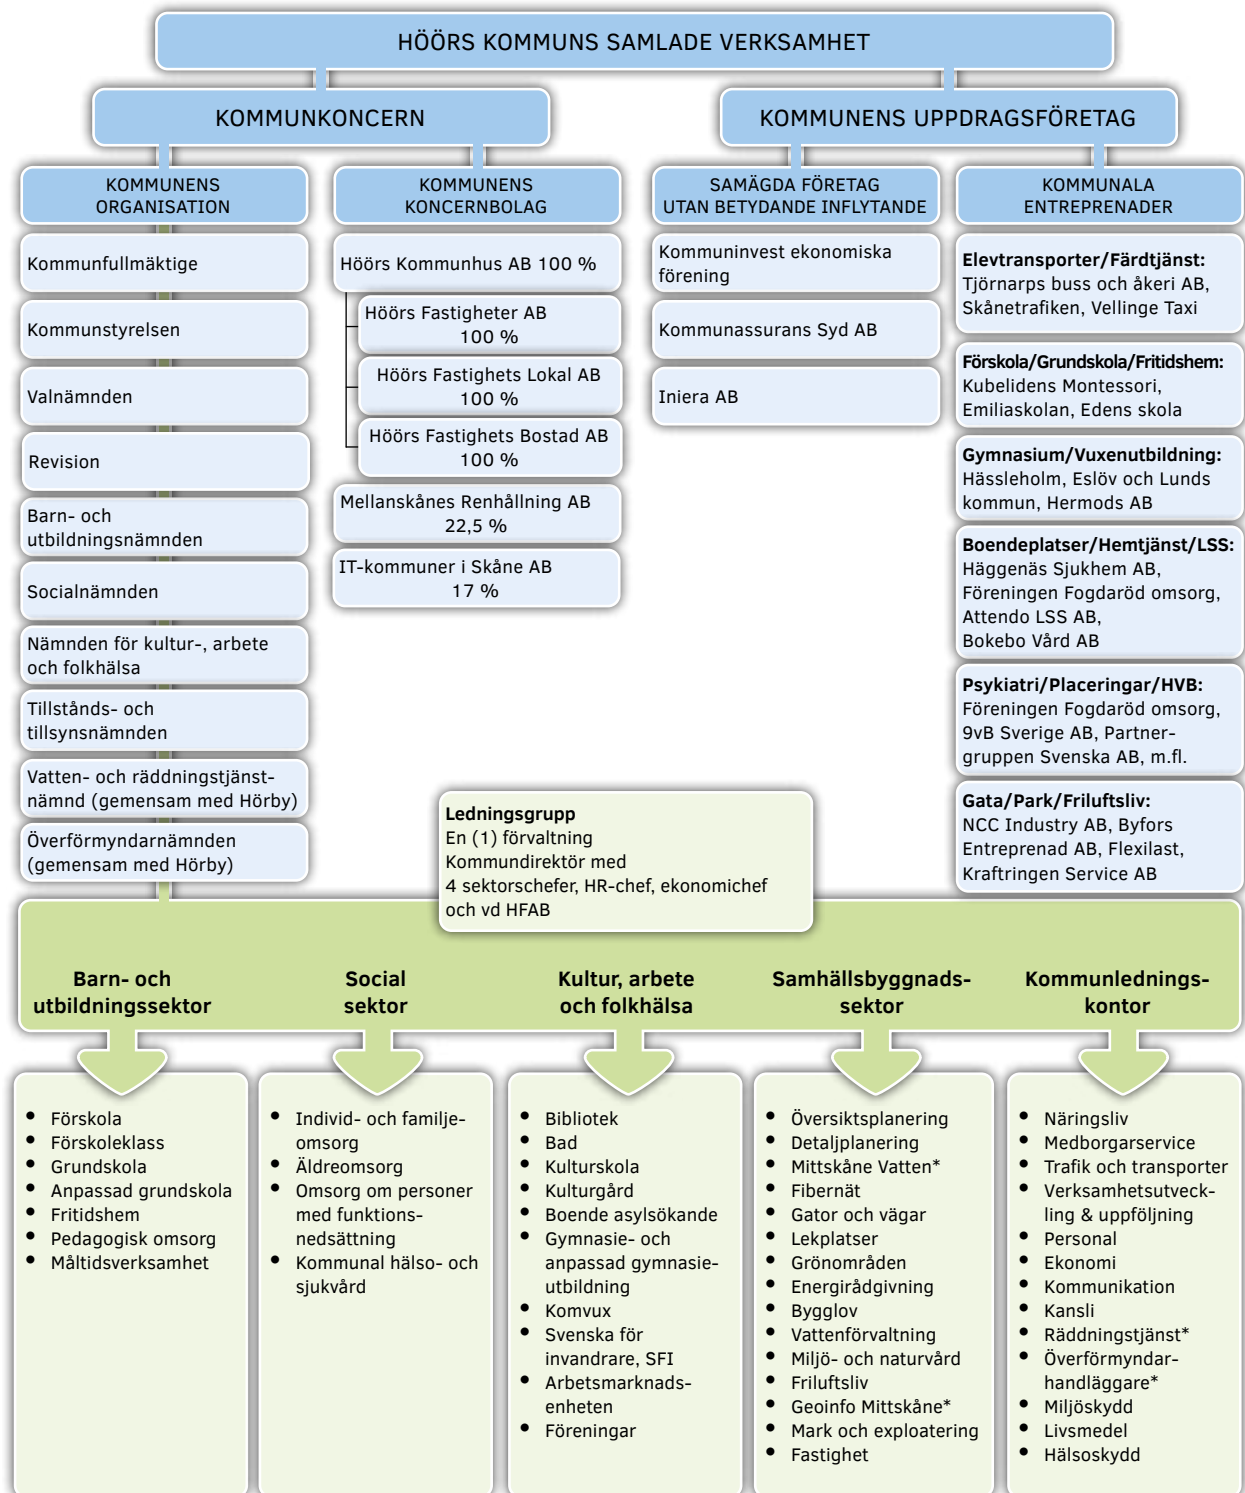 HÖÖRS KOMMUNS SAMLADE VERKSAMHET
KOMMUNKONCERN
KOMMUNENS UPPDRAGSFÖRETAG
KOMMUNENS
ORGANISATION
Kommunfullmäktige
Kommunstyrelsen
Valnämnden
Revision
Barn- och
utbildningsnämnden
Socialnämnden
Nämnden för kultur-, arbete
och folkhälsa
Tillstånds- och
tillsynsnämnden
Vatten- och räddningstjänst-
nämnd (gemensam med Hörby)
Överförmyndarnämnden
(gemensam med Hörby)
KOMMUNENS
KONCERNBOLAG
Höörs Kommunhus AB 100 %
Höörs Fastigheter AB
100 %
Höörs Fastighets Lokal AB
100 %
Höörs Fastighets Bostad AB
100 %
Mellanskånes Renhållning AB
22,5 %
IT-kommuner i Skåne AB
17 %
SAMÄGDA FÖRETAG
UTAN BETYDANDE INFLYTANDE
Kommuninvest ekonomiska
förening
Kommunassurans Syd AB
Iniera AB
KOMMUNALA
ENTREPRENADER
Elevtransporter/Färdtjänst:
Tjörnarps buss och åkeri AB,
Skånetrafiken, Vellinge Taxi
Förskola/Grundskola/Fritidshem:
Kubelidens Montessori,
Emiliaskolan, Edens skola
Gymnasium/Vuxenutbildning:
Hässleholm, Eslöv och Lunds
kommun, Hermods AB
Boendeplatser/Hemtjänst/LSS:
Häggenäs Sjukhem AB,
Föreningen Fogdaröd omsorg,
Attendo LSS AB,
Bokebo Vård AB
Psykiatri/Placeringar/HVB:
Föreningen Fogdaröd omsorg,
9vB Sverige AB, Partner-
gruppen Svenska AB, m.fl.
Gata/Park/Friluftsliv:
NCC Industry AB, Byfors
Entreprenad AB, Flexilast,
Kraftringen Service AB
Ledningsgrupp
En (1) förvaltning
Kommundirektör med
4 sektorschefer, HR-chef, ekonomichef
och vd HFAB
Barn- och
utbildningssektor
• Förskola
• Förskoleklass
• Grundskola
• Anpassad grundskola
• Fritidshem
• Pedagogisk omsorg
• Måltidsverksamhet
Social
sektor
• Individ- och familje-
omsorg
• Äldreomsorg
• Omsorg om personer
med funktions-
nedsättning
• Kommunal hälso- och
sjukvård
Kultur, arbete
och folkhälsa
• Bibliotek
• Bad
• Kulturskola
• Kulturgård
• Boende asylsökande
• Gymnasie- och
anpassad gymnasie-
utbildning
• Komvux
• Svenska för
invandrare, SFI
• Arbetsmarknads-
enheten
• Föreningar
Samhällsbyggnads-
sektor
• Översiktsplanering
• Detaljplanering
• Mittskåne Vatten*
• Fibernät
• Gator och vägar
• Lekplatser
• Grönområden
• Energirådgivning
• Bygglov
• Vattenförvaltning
• Miljö- och naturvård
• Friluftsliv
• Geoinfo Mittskåne*
• Mark och exploatering
• Fastighet
Kommunlednings-
kontor
• Näringsliv
• Medborgarservice
• Trafik och transporter
• Verksamhetsutveck-
ling & uppföljning
• Personal
• Ekonomi
• Kommunikation
• Kansli
• Räddningstjänst*
• Överförmyndar-
handläggare*
• Miljöskydd
• Livsmedel
• Hälsoskydd